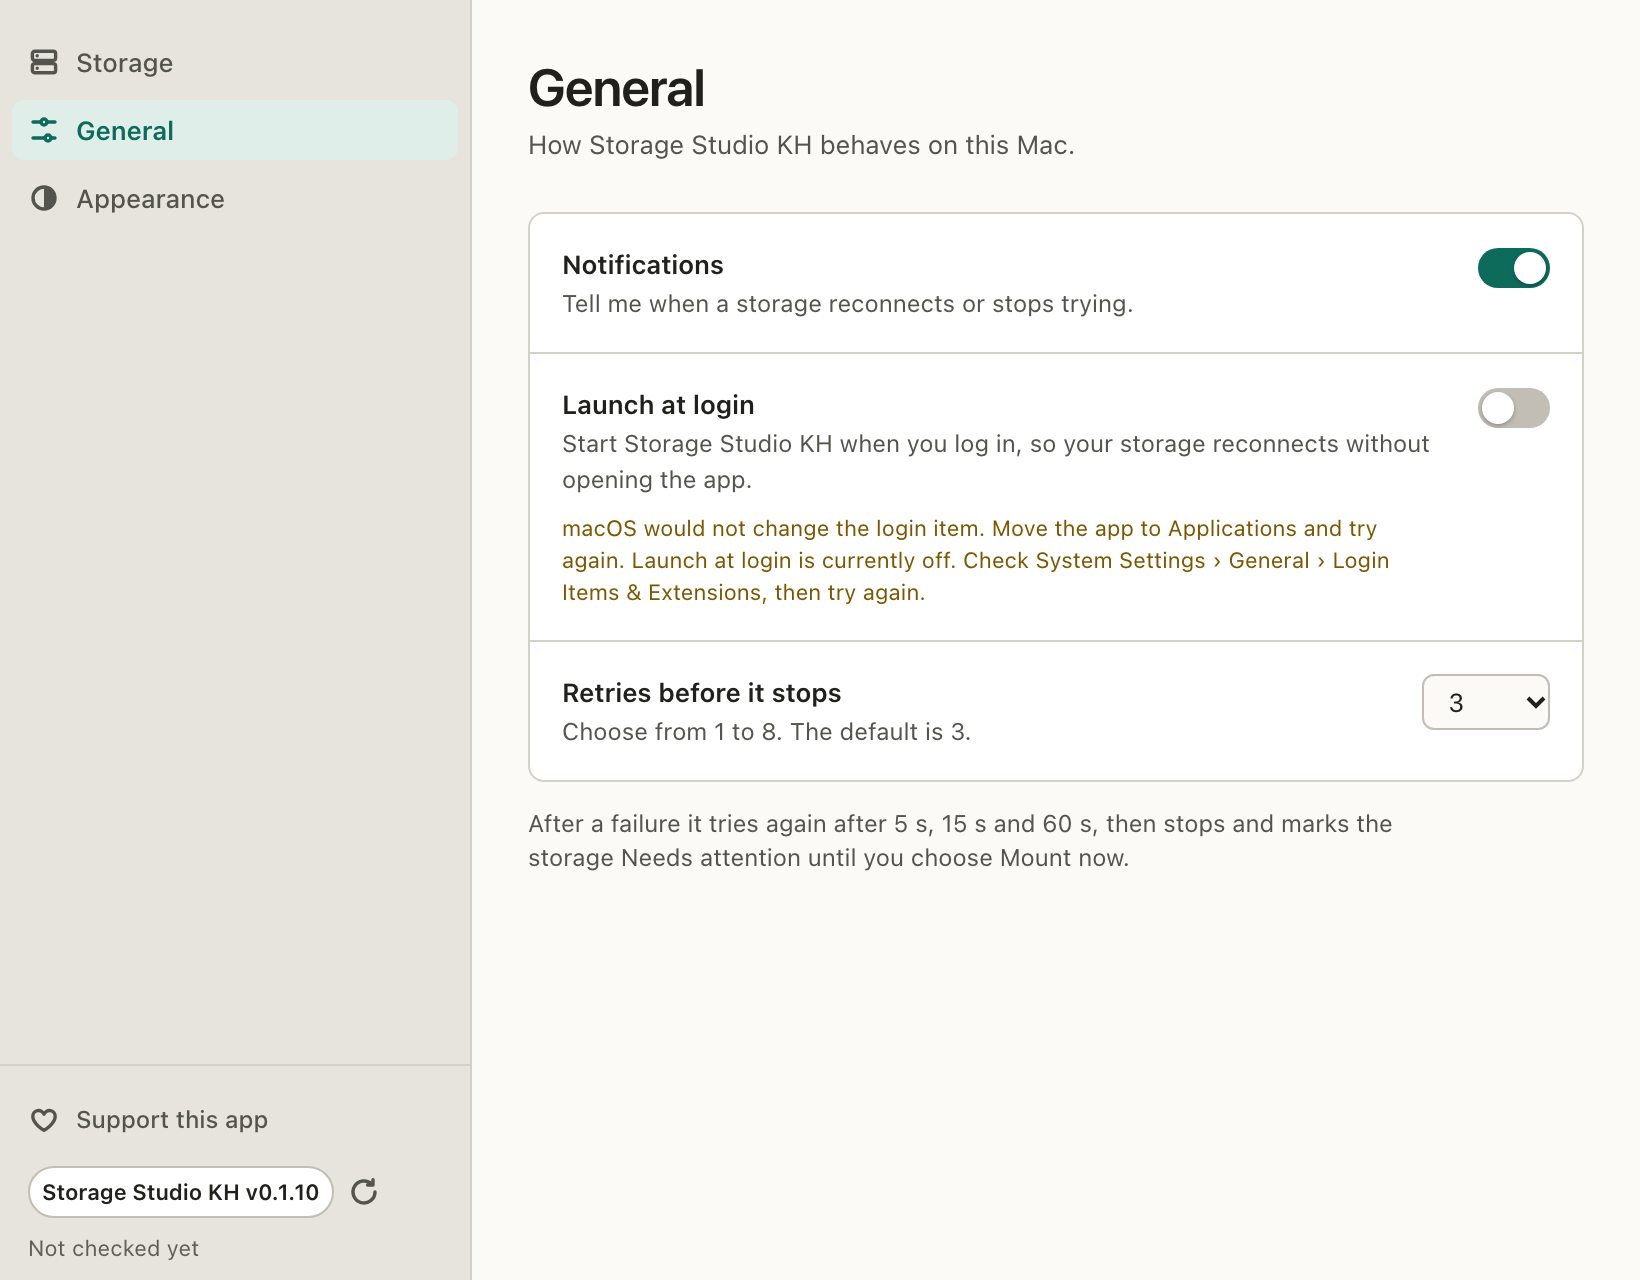 Storage
General
Appearance
Support this app
Storage Studio KH v0.1.10
Not checked yet
General
How Storage Studio KH behaves on this Mac.
Notifications
Tell me when a storage reconnects or stops trying.
Launch at login
Start Storage Studio KH when you log in, so your storage reconnects without
opening the app.
macOS would not change the login item. Move the app to Applications and try
again. Launch at login is currently off. Check System Settings › General › Login
Items & Extensions, then try again.
Retries before it stops
Choose from 1 to 8. The default is 3.
3
After a failure it tries again after 5 s, 15 s and 60 s, then stops and marks the
storage Needs attention until you choose Mount now.